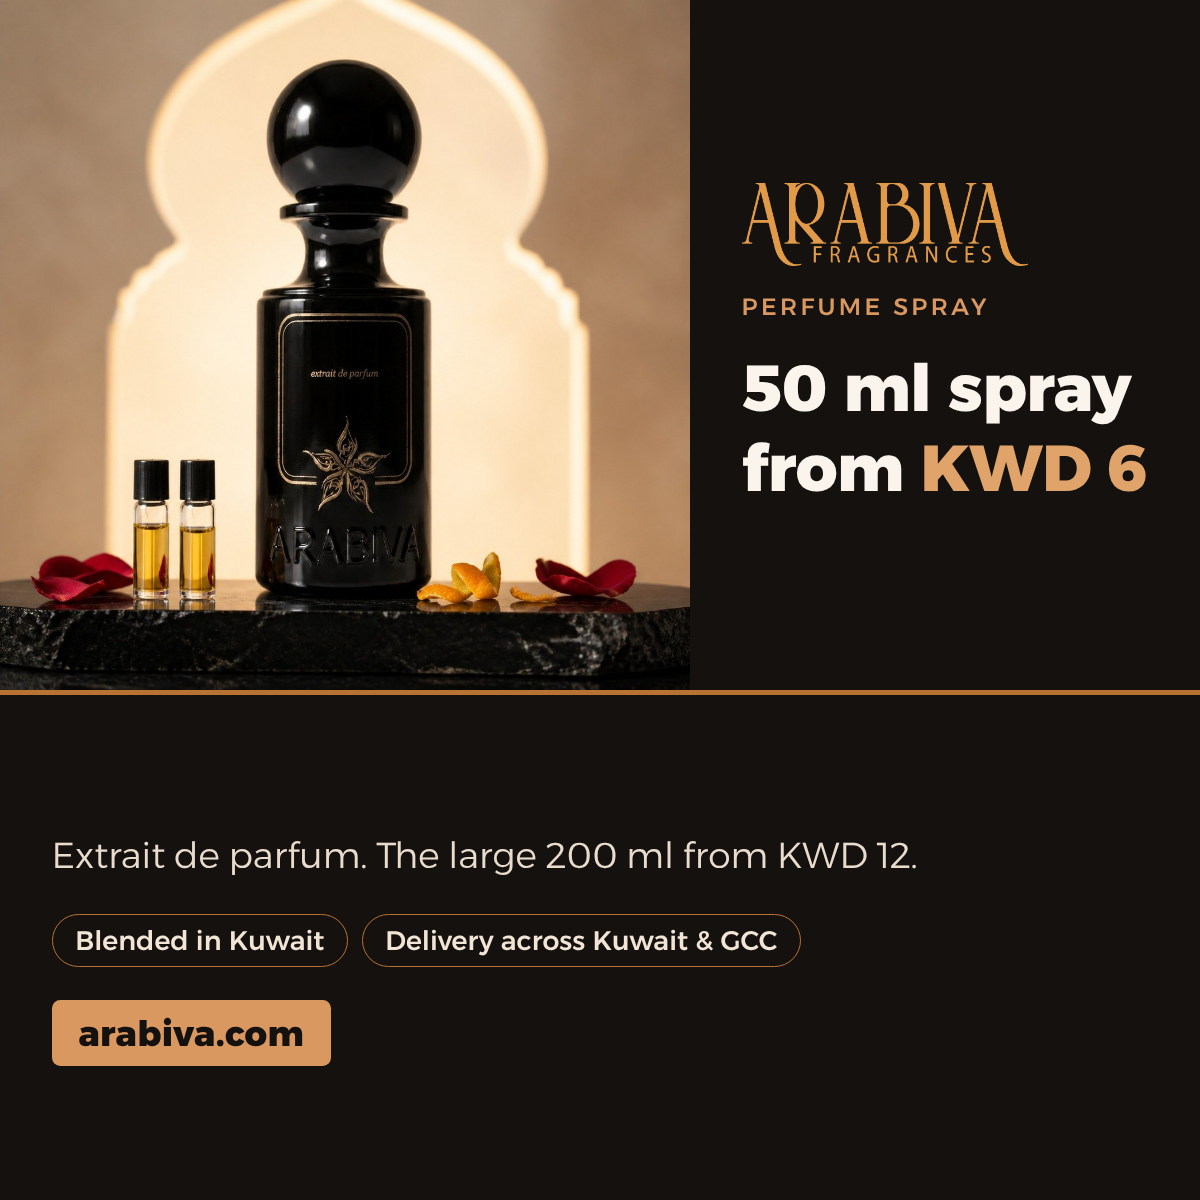 extrait de parfum
ARABIVA
ARABIVA
FRAGRANCES
PERFUME SPRAY
50 ml spray
from KWD 6
Extrait de parfum. The large 200 ml from KWD 12.
Blended in Kuwait
Delivery across Kuwait & GCC
arabiva.com